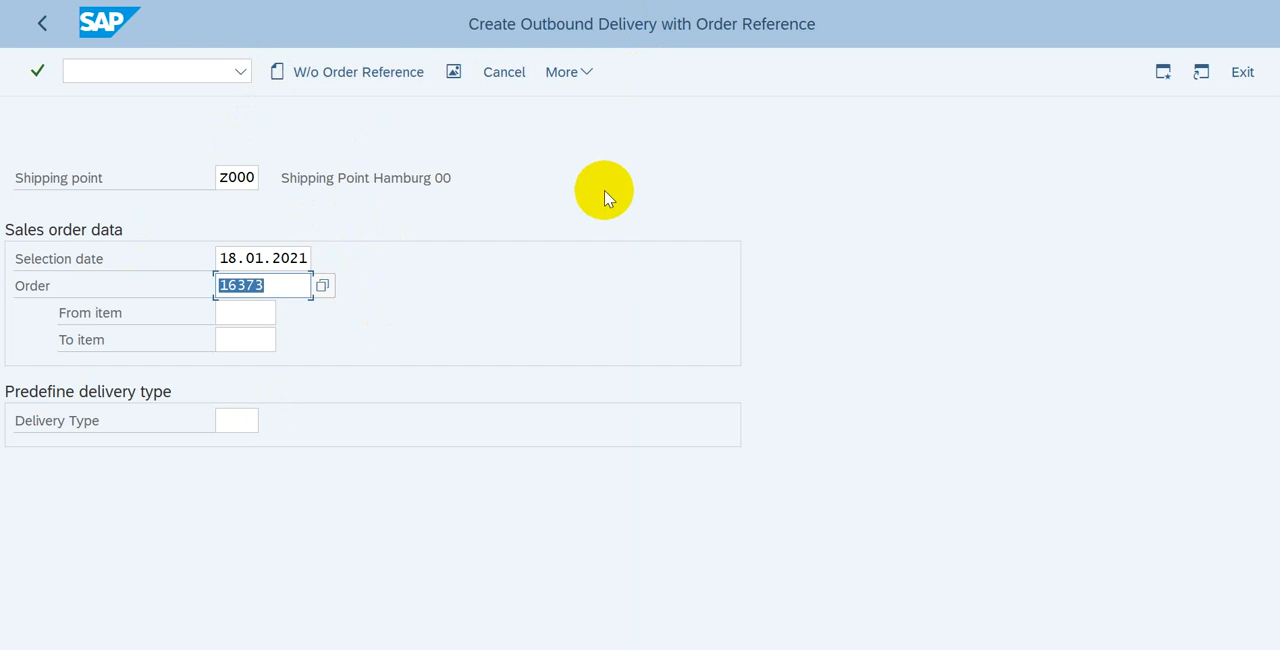 SAP
Create Outbound Delivery with Order Reference
W/o Order Reference Cancel More Exit
Shipping point Z000 Shipping Point Hamburg 00
Sales order data
Selection date 18.01.2021
Order 16373
From item
To item
Predefine delivery type
Delivery Type